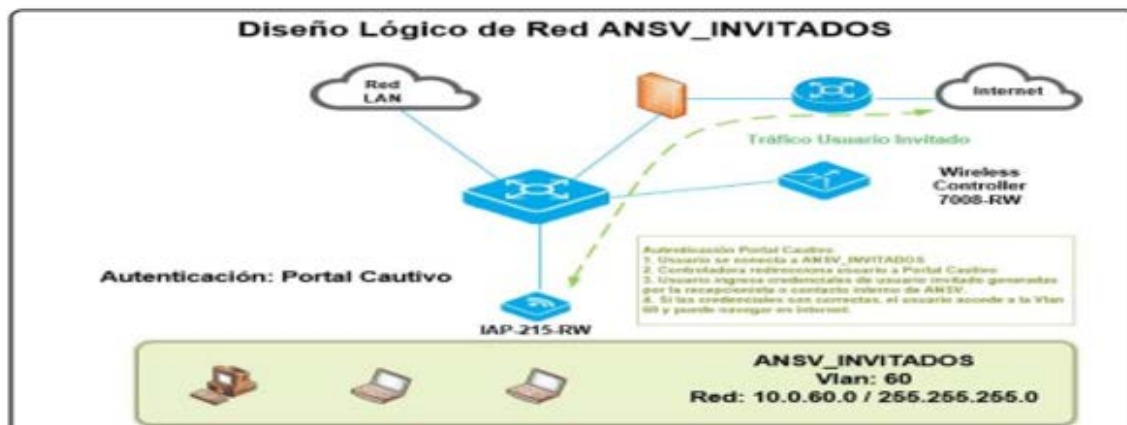 Diseño Lógico de Red ANSV_INVITADOS
Red
LAN
Internet
Tráfico Usuario Invitado
Wireless
Controller
7008-RW
Autenticación: Portal Cautivo
Autenticación Portal Cautivo
1. Usuario se conecta a ANSV_INVITADOS
2. Controladora redirecciona usuario a Portal Cautivo
3. Usuario ingresa credenciales de usuario invitado generadas
por la recepcionista o contacto interno de ANSV.
4. Si las credenciales son correctas, el usuario accede a la Vlan
60 y puede navegar en internet.
IAP-215-RW
ANSV_INVITADOS
Vlan: 60
Red: 10.0.60.0 / 255.255.255.0